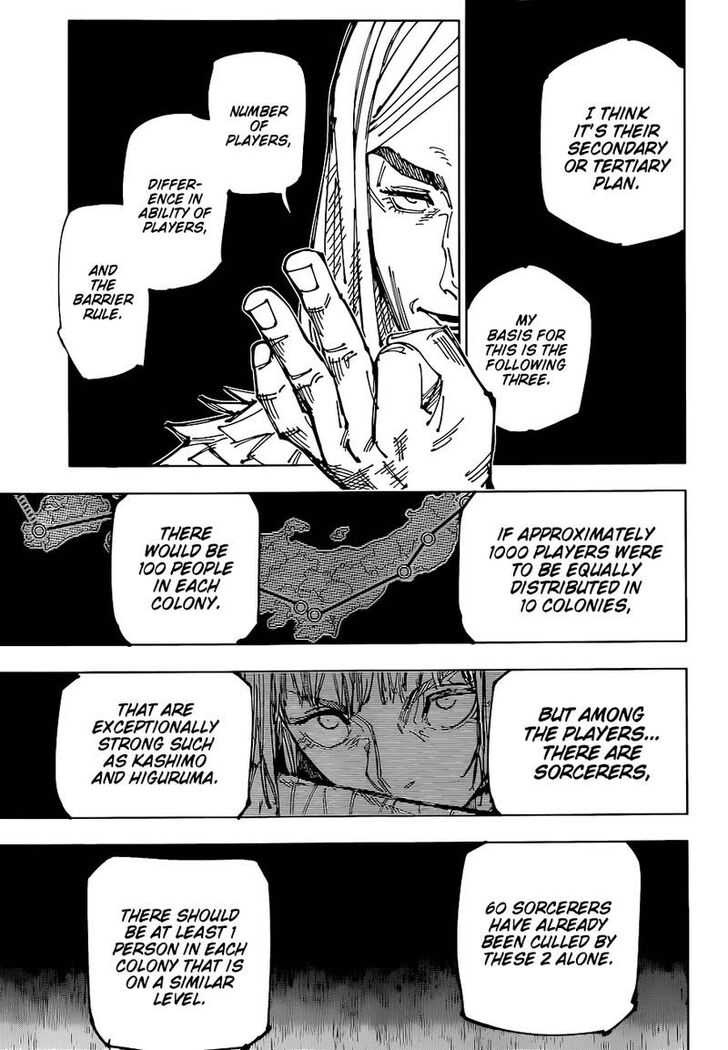 I THINK
IT'S THEIR
SECONDARY
OR TERTIARY
PLAN.
MY
BASIS FOR
THIS IS THE
FOLLOWING
THREE.
NUMBER
OF
PLAYERS,
DIFFER-
ENCE IN
ABILITY OF
PLAYERS,
AND
THE
BARRIER
RULE.
IF APPROXIMATELY
1000 PLAYERS WERE
TO BE EQUALLY
DISTRIBUTED IN
10 COLONIES,
THERE
WOULD BE
100 PEOPLE
IN EACH
COLONY.
BUT AMONG
THE
PLAYERS...
THERE ARE
SORCERERS,
THAT ARE
EXCEPTIONALLY
STRONG SUCH
AS KASHIMO
AND HIGURUMA.
60 SORCERERS
HAVE ALREADY
BEEN CULLED BY
THESE 2 ALONE.
THERE SHOULD
BE AT LEAST 1
PERSON IN EACH
COLONY THAT IS
ON A SIMILAR
LEVEL.